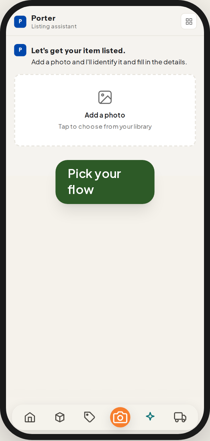 P
Porter
Listing assistant
P
Let's get your item listed.
Add a photo and I'll identify it and fill in the details.
Add a photo
Tap to choose from your library
Pick your
flow